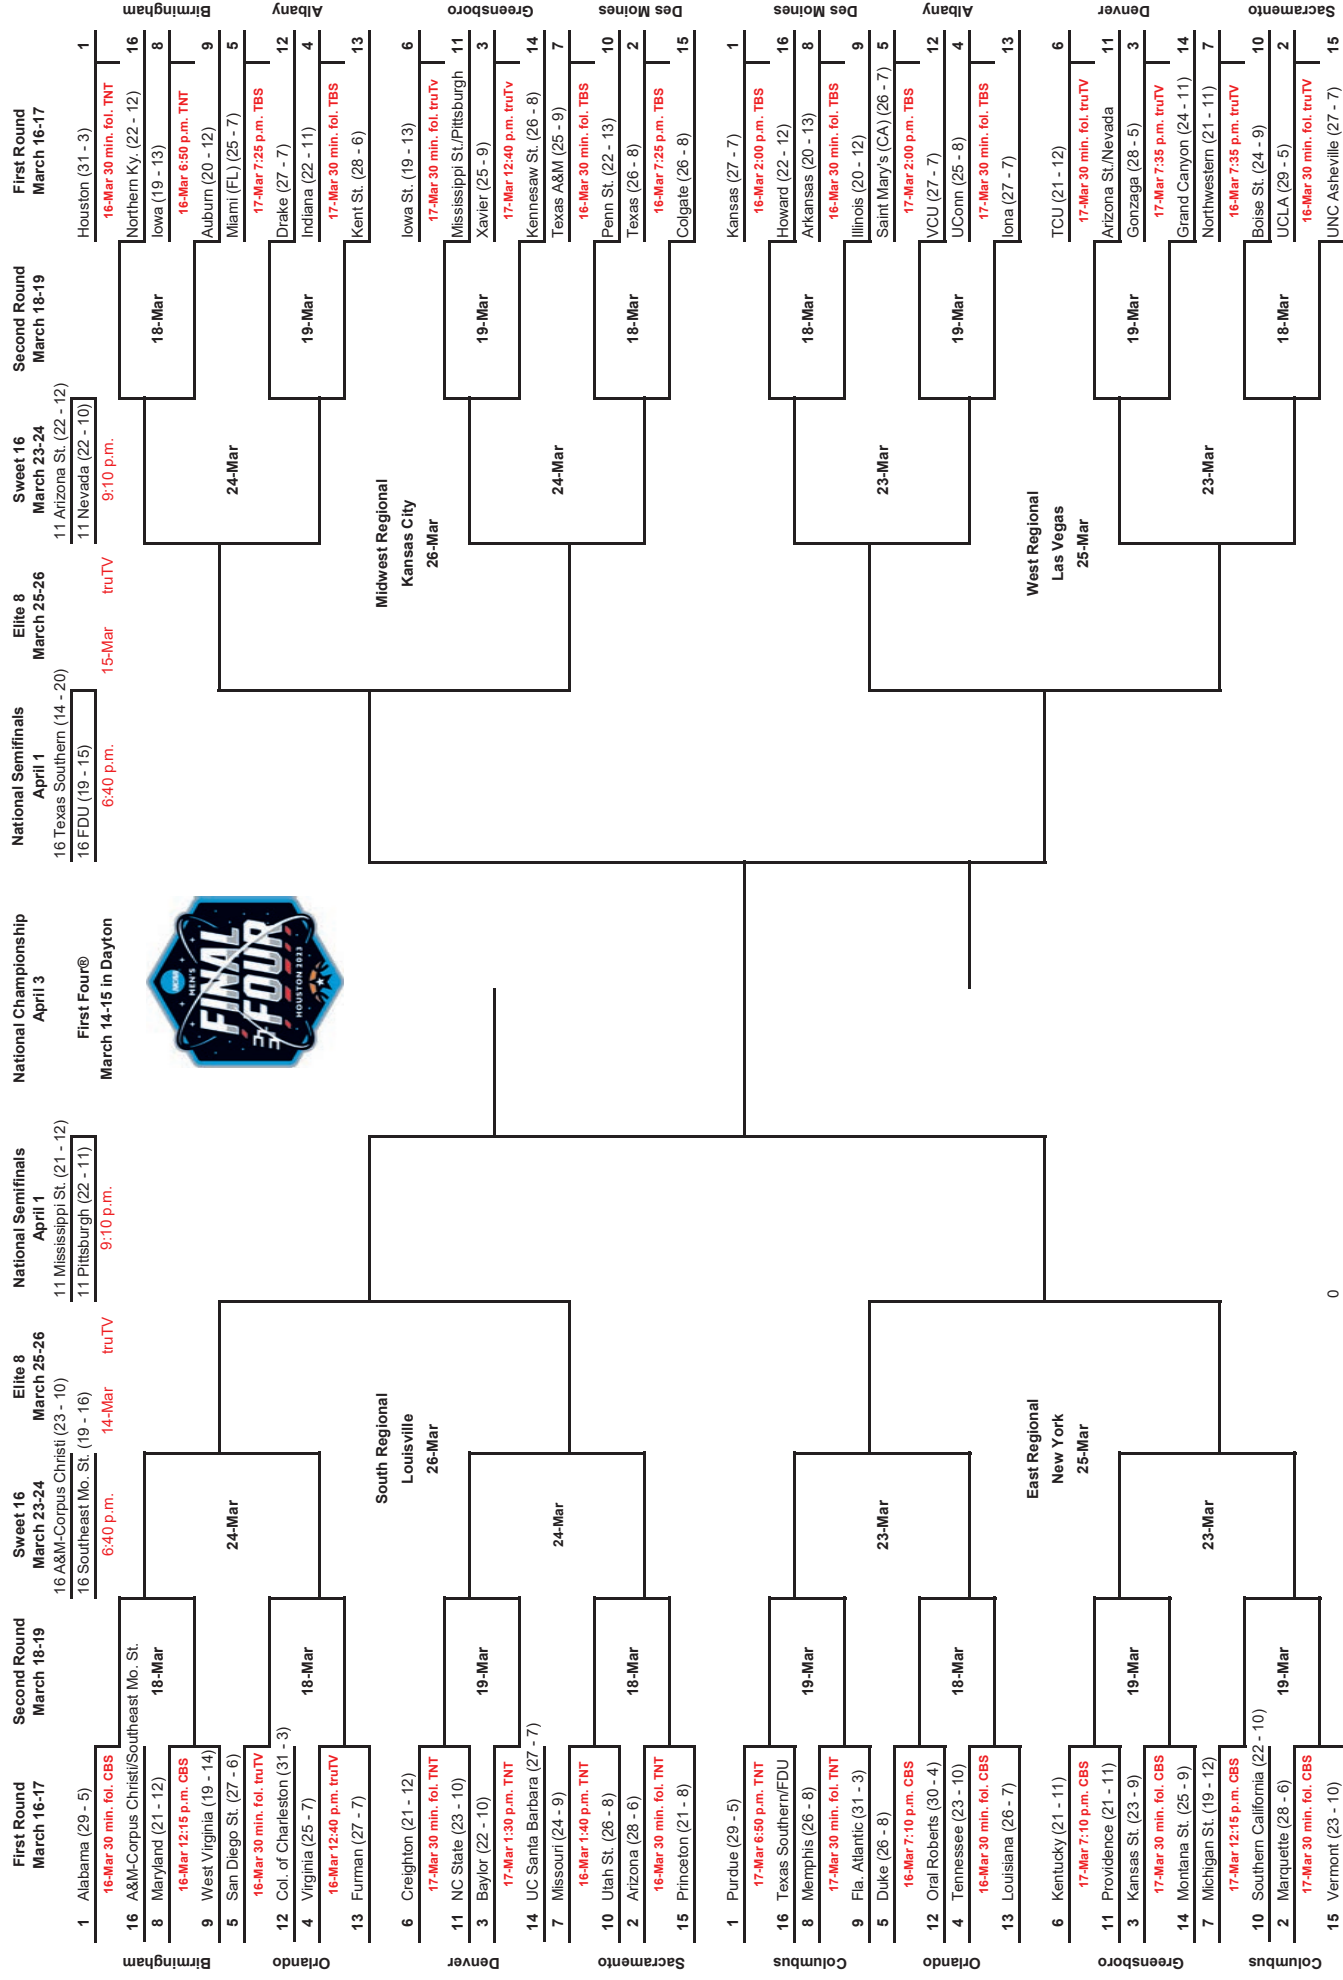 First Round
March 16-17
Second Round
March 18-19
Sweet 16
March 23-24
Elite 8
March 25-26
National Semifinals
April 1
National Championship
April 3
National Semifinals
April 1
Elite 8
March 25-26
Sweet 16
March 23-24
Second Round
March 18-19
First Round
March 16-17
First Four®
March 14-15 in Dayton
16 A&M-Corpus Christi (23 - 10)
16 Southeast Mo. St. (19 - 16)
6:40 p.m. 14-Mar truTV
11 Mississippi St. (21 - 12)
11 Pittsburgh (22 - 11)
9:10 p.m.
16 Texas Southern (14 - 20)
16 FDU (19 - 15)
6:40 p.m. 15-Mar truTV
11 Arizona St. (22 - 12)
11 Nevada (22 - 10)
9:10 p.m.
NCAA
MEN'S
FINAL
FOUR
HOUSTON 2023
Birmingham
1 Alabama (29 - 5)
16-Mar 30 min. fol. CBS
16 A&M-Corpus Christi/Southeast Mo. St.
8 Maryland (21 - 12)
16-Mar 12:15 p.m. CBS
9 West Virginia (19 - 14)
18-Mar
Orlando
5 San Diego St. (27 - 6)
16-Mar 30 min. fol. truTV
12 Col. of Charleston (31 - 3)
4 Virginia (25 - 7)
16-Mar 12:40 p.m. truTV
13 Furman (27 - 7)
18-Mar
24-Mar
South Regional
Louisville
26-Mar
Denver
6 Creighton (21 - 12)
17-Mar 30 min. fol. TNT
11 NC State (23 - 10)
3 Baylor (22 - 10)
17-Mar 1:30 p.m. TNT
14 UC Santa Barbara (27 - 7)
19-Mar
Sacramento
7 Missouri (24 - 9)
16-Mar 1:40 p.m. TNT
10 Utah St. (26 - 8)
2 Arizona (28 - 6)
16-Mar 30 min. fol. TNT
15 Princeton (21 - 8)
18-Mar
24-Mar
Columbus
1 Purdue (29 - 5)
17-Mar 6:50 p.m. TNT
16 Texas Southern/FDU
8 Memphis (26 - 8)
17-Mar 30 min. fol. TNT
9 Fla. Atlantic (31 - 3)
19-Mar
Orlando
5 Duke (26 - 8)
16-Mar 7:10 p.m. CBS
12 Oral Roberts (30 - 4)
4 Tennessee (23 - 10)
16-Mar 30 min. fol. CBS
13 Louisiana (26 - 7)
18-Mar
23-Mar
East Regional
New York
25-Mar
Greensboro
6 Kentucky (21 - 11)
17-Mar 7:10 p.m. CBS
11 Providence (21 - 11)
3 Kansas St. (23 - 9)
17-Mar 30 min. fol. CBS
14 Montana St. (25 - 9)
19-Mar
Columbus
7 Michigan St. (19 - 12)
17-Mar 12:15 p.m. CBS
10 Southern California (22 - 10)
2 Marquette (28 - 6)
17-Mar 30 min. fol. CBS
15 Vermont (23 - 10)
19-Mar
23-Mar
0
Birmingham
Houston (31 - 3) 1
16-Mar 30 min. fol. TNT
Northern Ky. (22 - 12) 16
Iowa (19 - 13) 8
16-Mar 6:50 p.m. TNT
Auburn (20 - 12) 9
18-Mar
Albany
Miami (FL) (25 - 7) 5
17-Mar 7:25 p.m. TBS
Drake (27 - 7) 12
Indiana (22 - 11) 4
17-Mar 30 min. fol. TBS
Kent St. (28 - 6) 13
19-Mar
24-Mar
Midwest Regional
Kansas City
26-Mar
Greensboro
Iowa St. (19 - 13) 6
17-Mar 30 min. fol. truTv
Mississippi St./Pittsburgh 11
Xavier (25 - 9) 3
17-Mar 12:40 p.m. truTv
Kennesaw St. (26 - 8) 14
19-Mar
Des Moines
Texas A&M (25 - 9) 7
16-Mar 30 min. fol. TBS
Penn St. (22 - 13) 10
Texas (26 - 8) 2
16-Mar 7:25 p.m. TBS
Colgate (26 - 8) 15
18-Mar
24-Mar
Des Moines
Kansas (27 - 7) 1
16-Mar 2:00 p.m. TBS
Howard (22 - 12) 16
Arkansas (20 - 13) 8
16-Mar 30 min. fol. TBS
Illinois (20 - 12) 9
18-Mar
Albany
Saint Mary's (CA) (26 - 7) 5
17-Mar 2:00 p.m. TBS
VCU (27 - 7) 12
UConn (25 - 8) 4
17-Mar 30 min. fol. TBS
Iona (27 - 7) 13
19-Mar
23-Mar
West Regional
Las Vegas
25-Mar
Denver
TCU (21 - 12) 6
17-Mar 30 min. fol. truTV
Arizona St./Nevada 11
Gonzaga (28 - 5) 3
17-Mar 7:35 p.m. truTV
Grand Canyon (24 - 11) 14
19-Mar
Sacramento
Northwestern (21 - 11) 7
16-Mar 7:35 p.m. truTV
Boise St. (24 - 9) 10
UCLA (29 - 5) 2
16-Mar 30 min. fol. truTV
UNC Asheville (27 - 7) 15
18-Mar
23-Mar